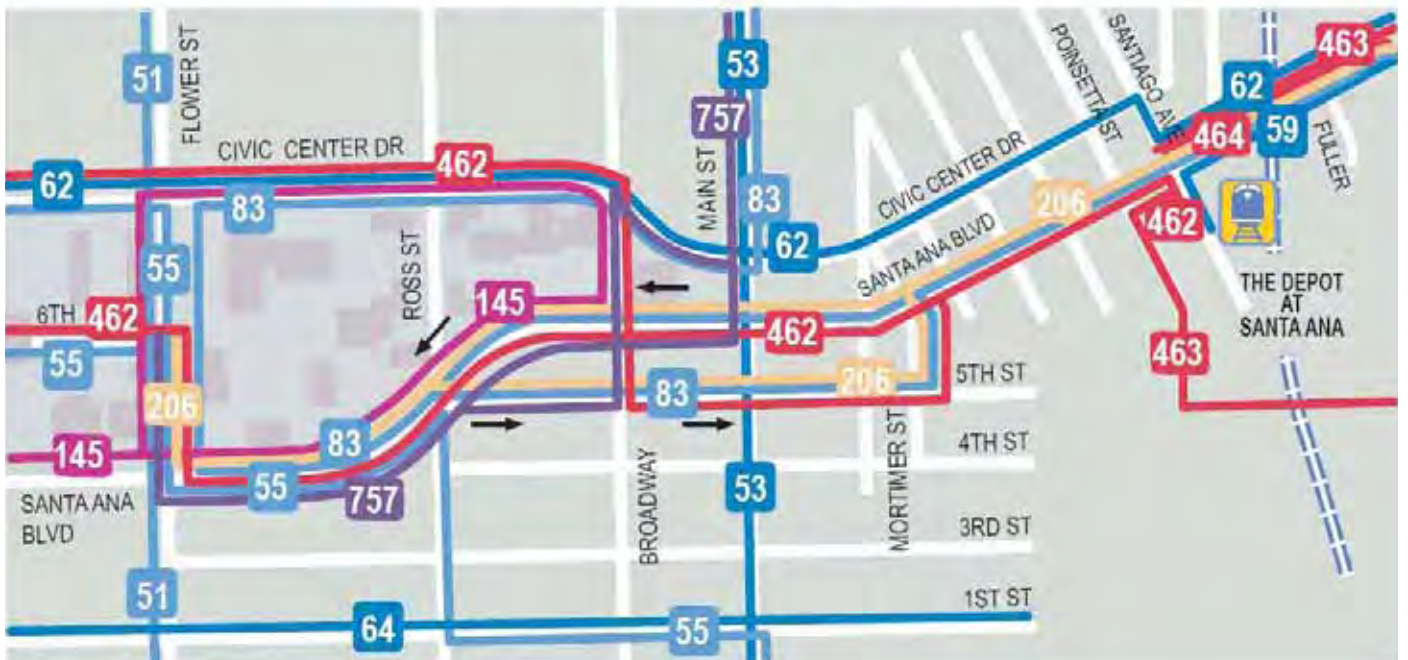 463
53
51
FLOWER ST
SANTIAGO AVE
POINSETTA ST
62
757
CIVIC CENTER DR
464
59
FULLER
462
62
83
MAIN ST
83
CIVIC CENTER DR
206
462
62
SANTA ANA BLVD
55
ROSS ST
145
THE DEPOT
AT
SANTA ANA
6TH
462
462
55
463
206
83
206
5TH ST
145
83
4TH ST
55
757
53
SANTA ANA
BLVD
BROADWAY
MORTIMER ST
3RD ST
51
1ST ST
64
55